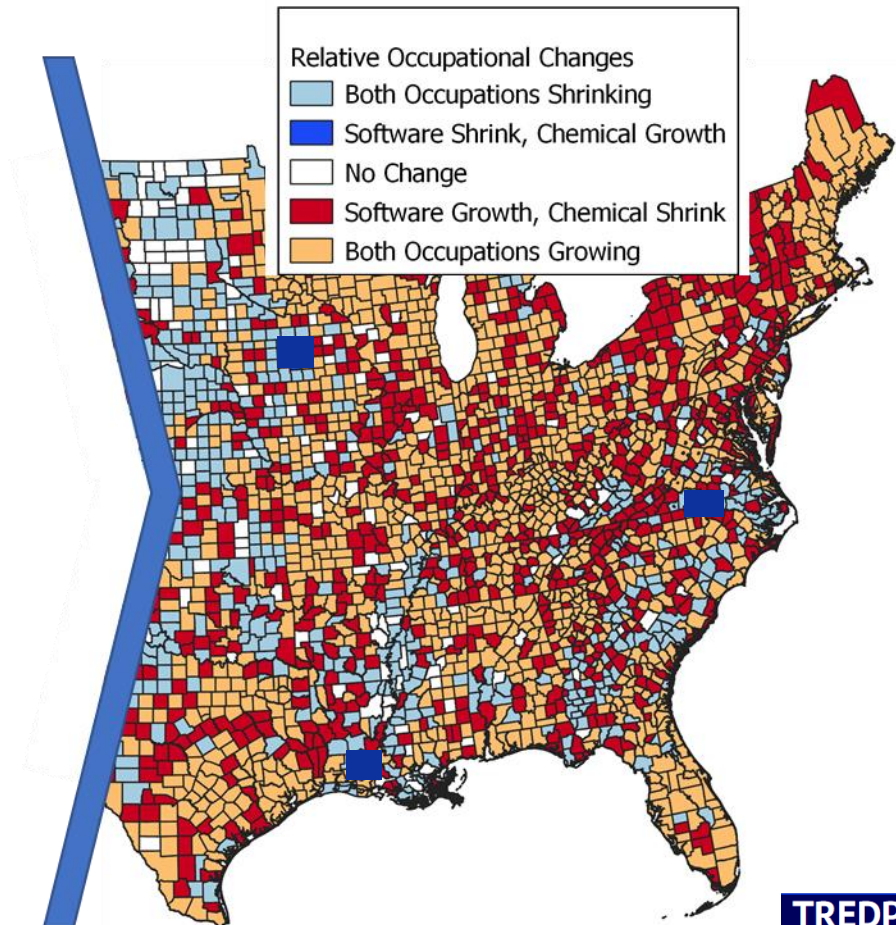 Relative Occupational Changes
Both Occupations Shrinking
Software Shrink, Chemical Growth
No Change
Software Growth, Chemical Shrink
Both Occupations Growing